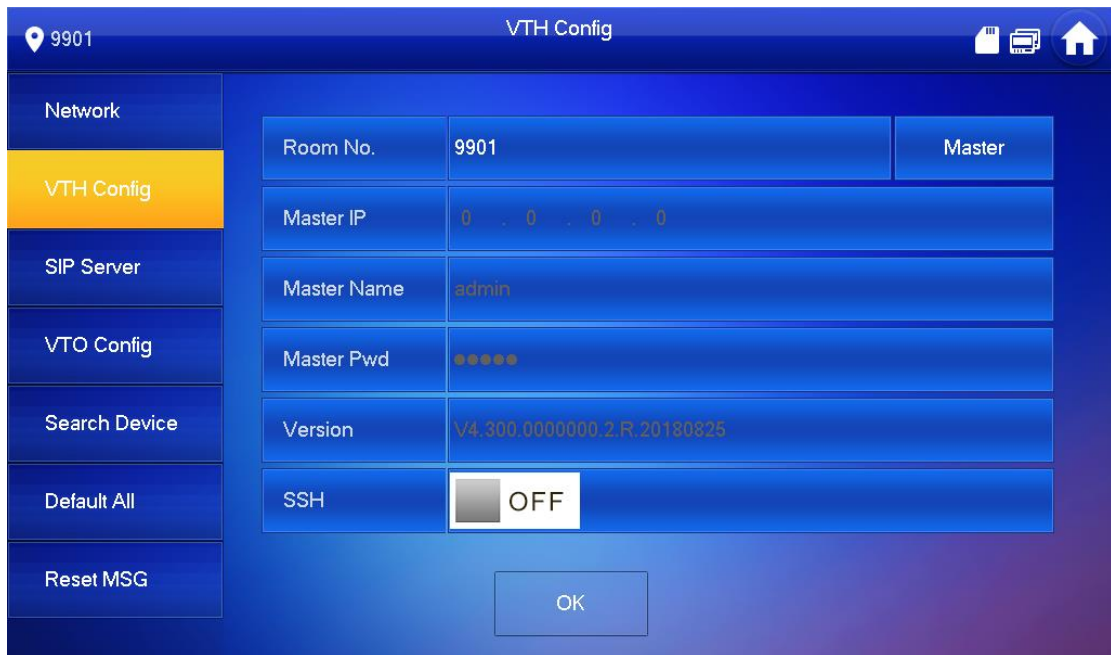 9901
VTH Config
Network
VTH Config
SIP Server
VTO Config
Search Device
Default All
Reset MSG
Room No. 9901 Master
Master IP 0 . 0 . 0 . 0
Master Name admin
Master Pwd ●●●●●
Version V4.300.0000000.2.R.20180825
SSH OFF
OK